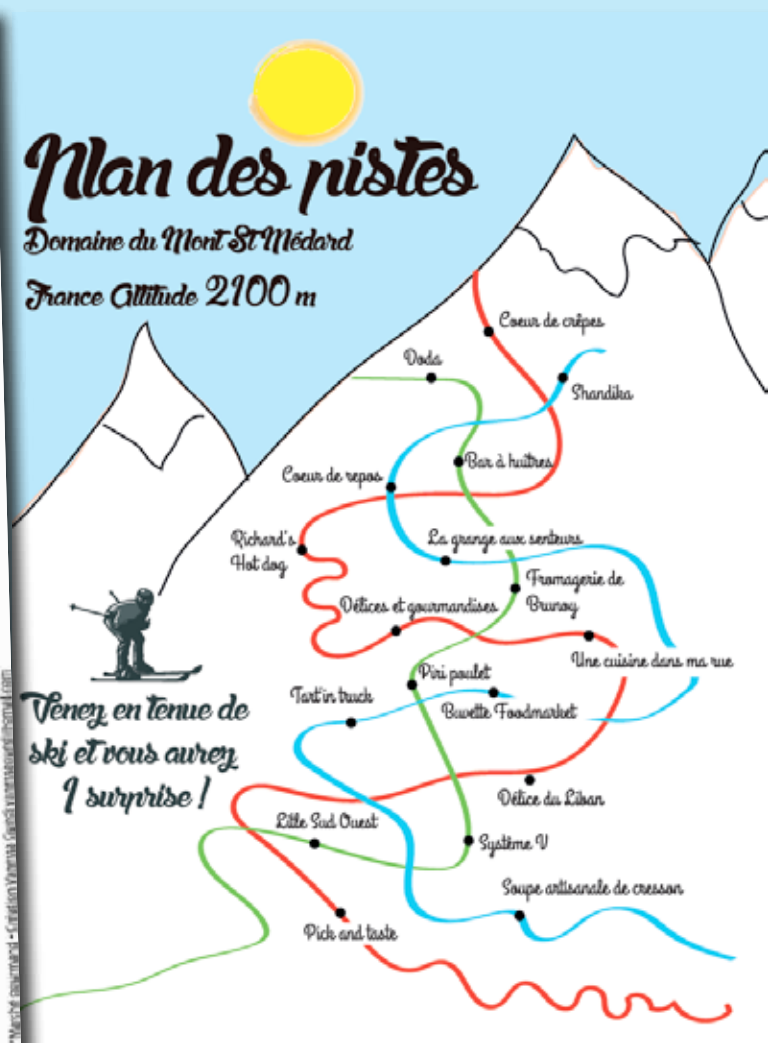 Plan des pistes
Domaine du Mont St Médard
France Altitude 2100 m
Coeur de crêpes
Doda
Shandika
Bar à huîtres
Coeur de repos
La grange aux senteurs
Richard's
Hot dog
Fromagerie de
Brunoy
Délices et gourmandises
Une cuisine dans ma rue
Piri poulet
Tart'in truck
Buvette Foodmarket
Venez en tenue de
ski et vous aurez
1 surprise !
Délice du Liban
Litle Sud Ouest
Système V
Soupe artisanale de cresson
Pick and taste